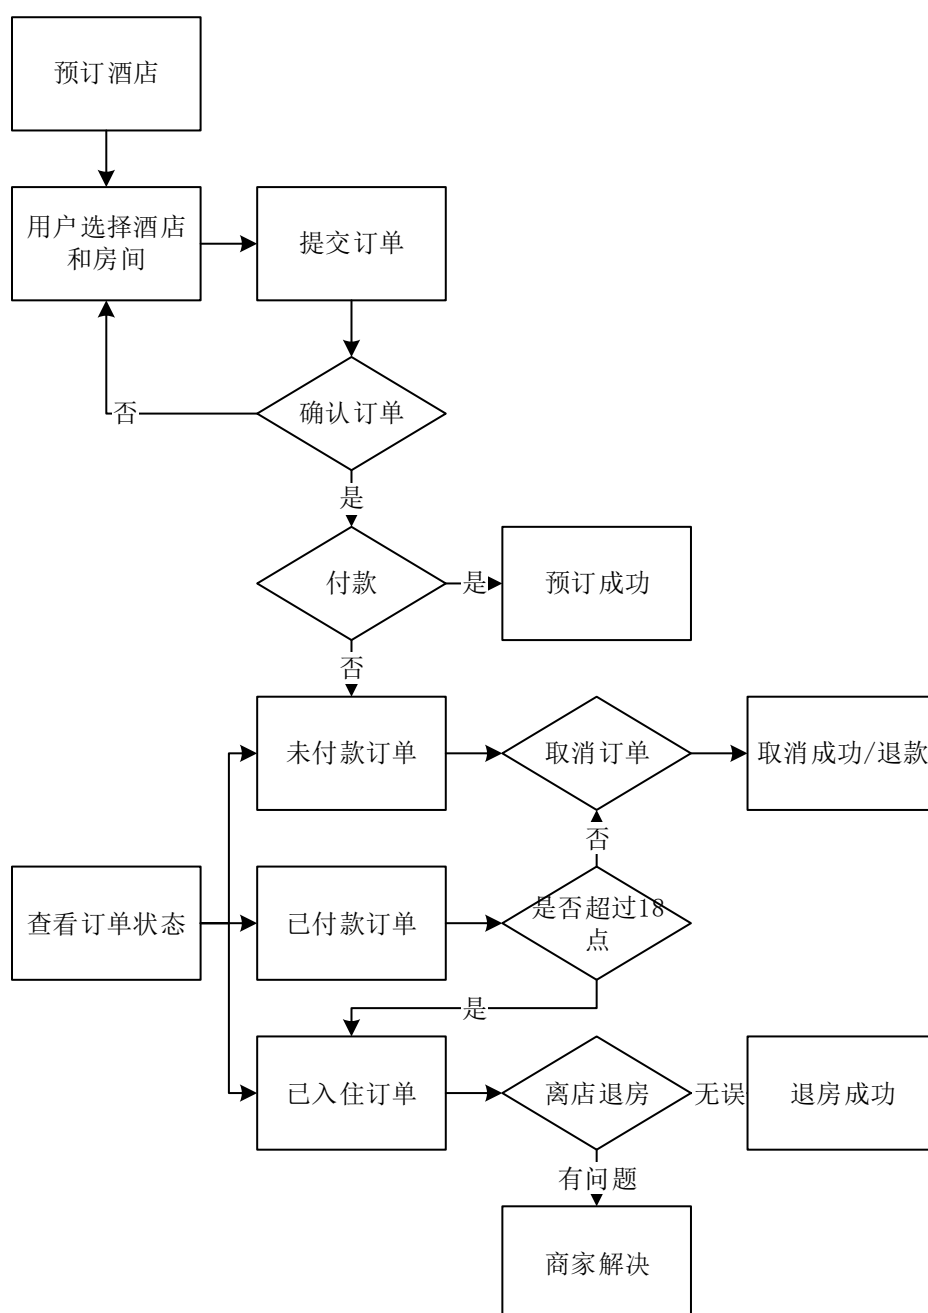 预订酒店
用户选择酒店
和房间
提交订单
确认订单
否
是
付款
是
预订成功
否
未付款订单
取消订单
取消成功/退款
否
查看订单状态
已付款订单
是否超过18
点
是
已入住订单
离店退房
无误
退房成功
有问题
商家解决